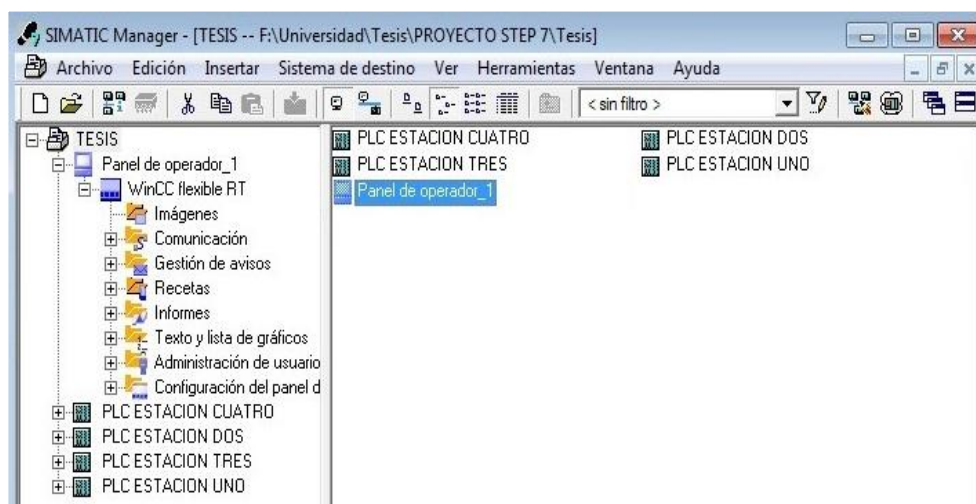 SIMATIC Manager - [TESIS -- F:\Universidad\Tesis\PROYECTO STEP 7\Tesis]
Archivo Edición Insertar Sistema de destino Ver Herramientas Ventana Ayuda
< sin filtro >
TESIS
Panel de operador_1
WinCC flexible RT
Imágenes
Comunicación
Gestión de avisos
Recetas
Informes
Texto y lista de gráficos
Administración de usuario
Configuración del panel d
PLC ESTACION CUATRO
PLC ESTACION DOS
PLC ESTACION TRES
PLC ESTACION UNO
PLC ESTACION CUATRO
PLC ESTACION DOS
PLC ESTACION TRES
PLC ESTACION UNO
Panel de operador_1